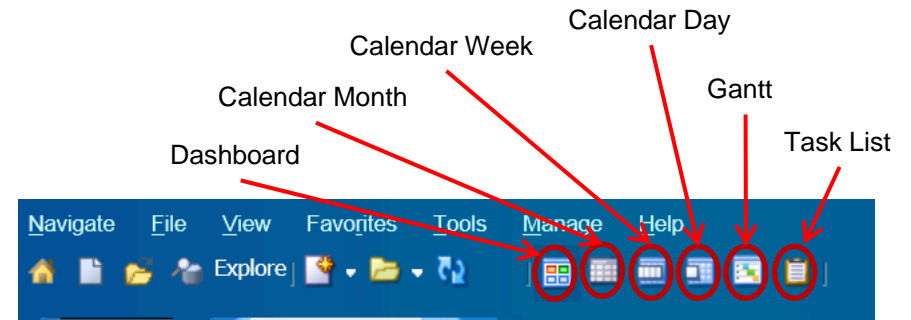 Calendar Day
Calendar Week
Gantt
Calendar Month
Task List
Dashboard
Navigate File View Favorites Tools Manage Help
Explore